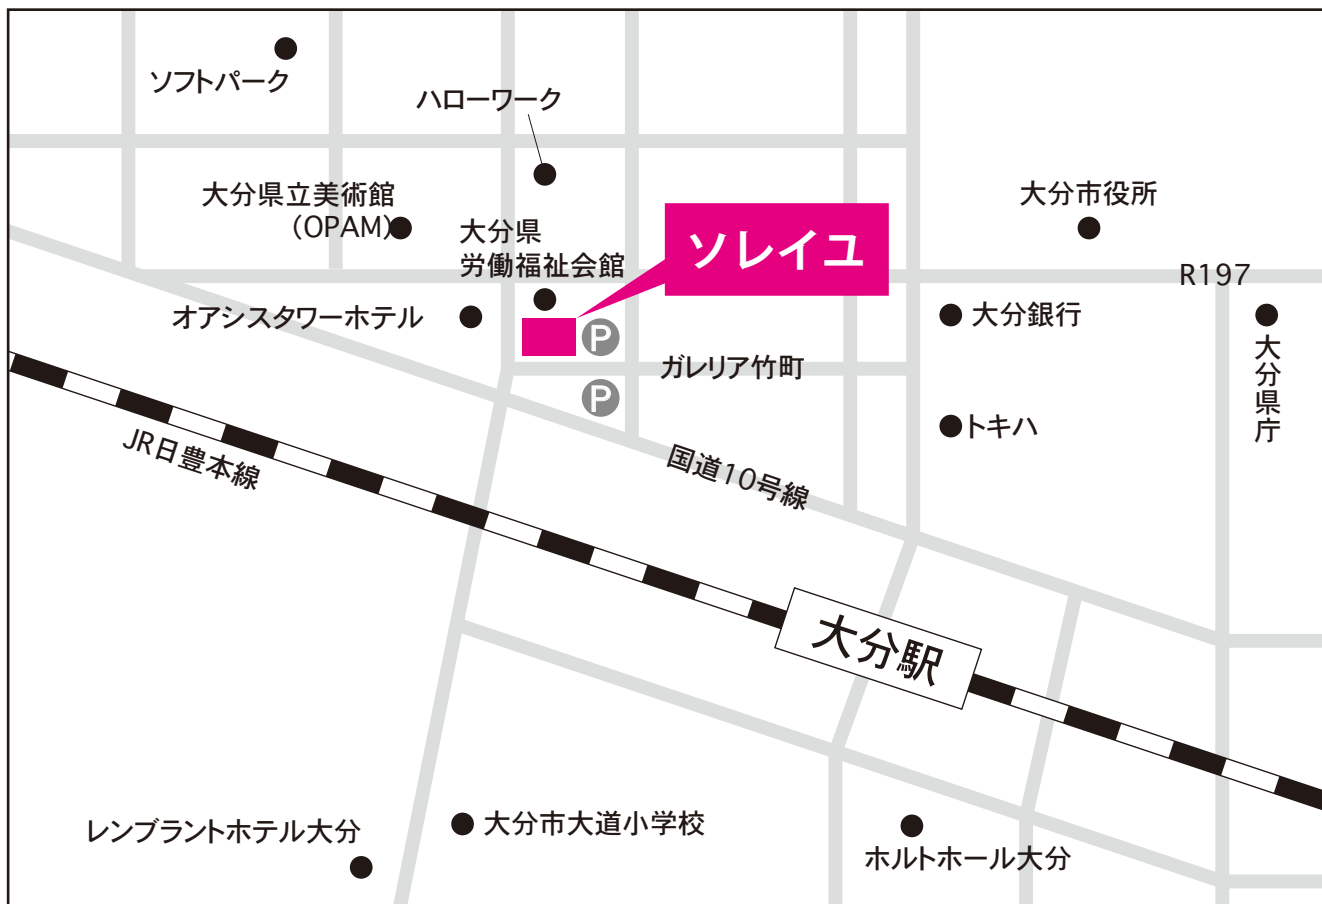 ソフトパーク
ハローワーク
大分県立美術館
(OPAM)
大分県
労働福祉会館
ソレイユ
大分市役所
R197
オアシスタワーホテル
P
大分銀行
大分県庁
ガレリア竹町
P
トキハ
JR日豊本線
国道10号線
大分駅
レンブラントホテル大分
大分市大道小学校
ホルトホール大分